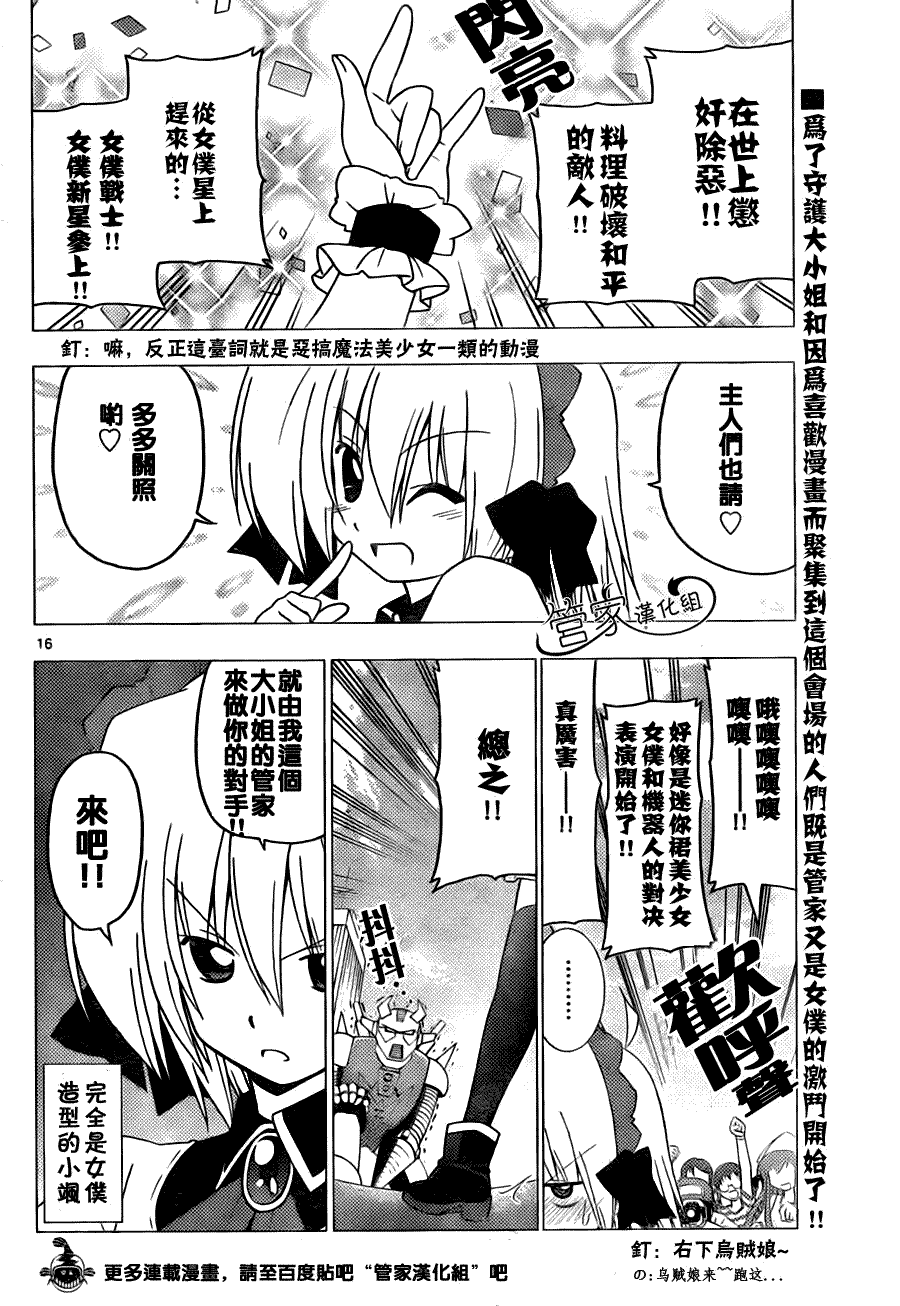 ■爲了守護大小姐和因爲喜歡漫畫而聚集到這個會場的人們既是管家又是女僕的激鬥開始了!!
在世上懲
奸除惡!!
閃亮
料理破壞和平
的敵人!!
從女僕星上
趕來的…
女僕戰士!!
女僕新星參上!!
釘：嘛，反正這臺詞就是惡搞魔法美少女一類的動漫
主人們也請♡
多多關照
喲♡
管家漢化組
16
哦噢噢噢噢
噢噢——!!
好像是迷你裙美少女
女僕和機器人的對决
表演開始了!!
真厲害——!!
歡呼聲
……
總之!!
抖抖…
就由我這個
大小姐的管家
來做你的對手!!
來吧!!
完全是女僕
造型的小颯
釘：右下烏賊娘~
の:乌贼娘来~~跑这...
更多連載漫畫，請至百度貼吧“管家漢化組”吧